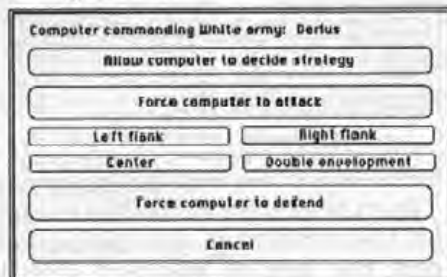 Computer commanding White army: Darius
Allow computer to decide strategy
Force computer to attack
Left flank Right flank
Center Double envelopment
Force computer to defend
Cancel